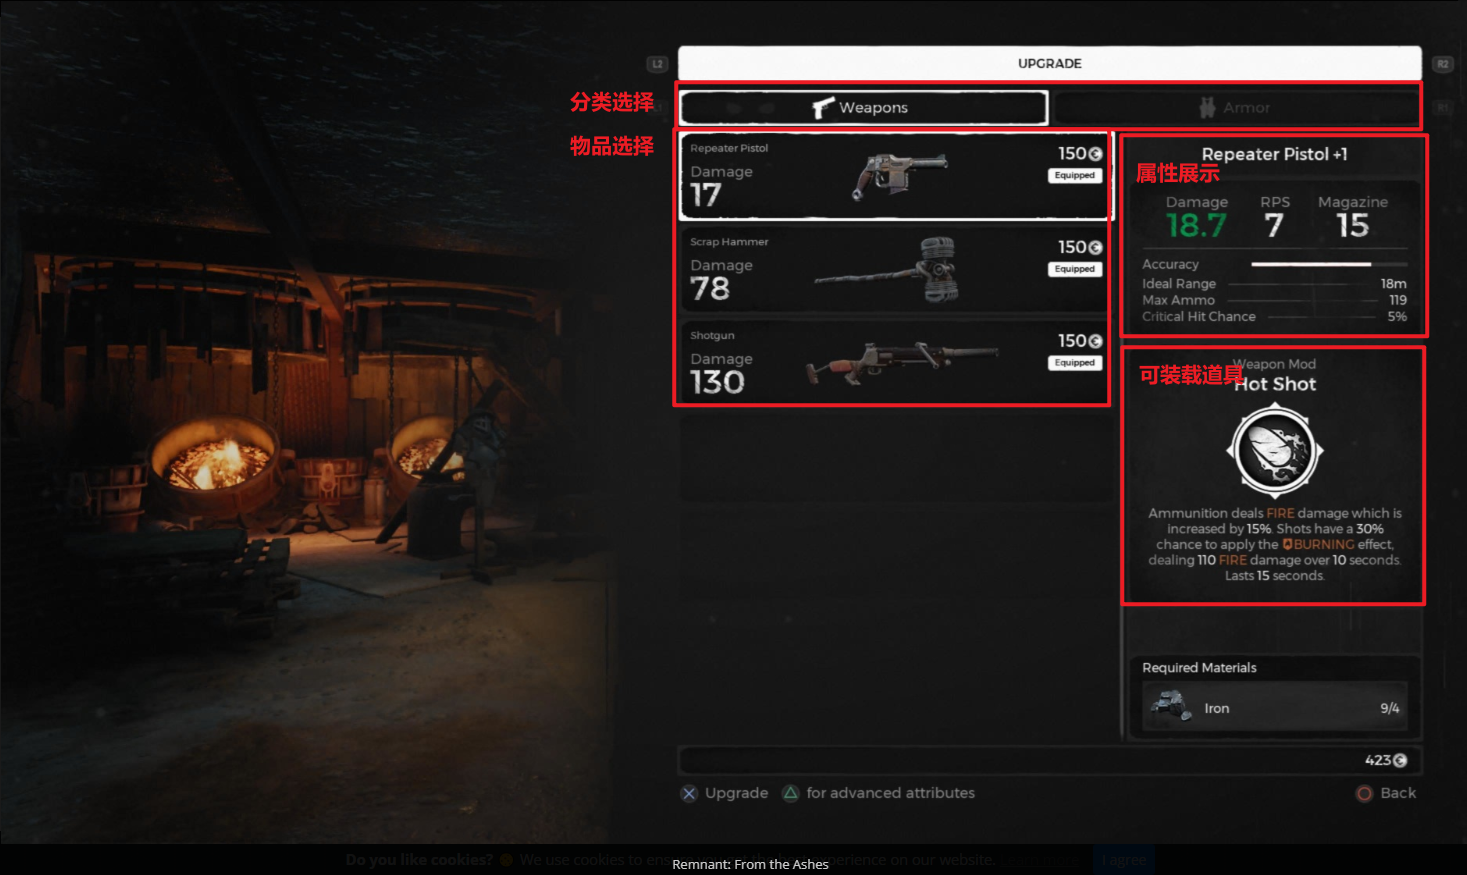 L2
UPGRADE
R2
分类选择
L1
Weapons
Armor
R1
物品选择
Repeater Pistol
Damage
17
150
Equipped
Scrap Hammer
Damage
78
150
Equipped
Shotgun
Damage
130
150
Equipped
Repeater Pistol +1
属性展示
Damage RPS Magazine
18.7 7 15
Accuracy
Ideal Range 18m
Max Ammo 119
Critical Hit Chance 5%
Weapon Mod
可装载道具
Hot Shot
Ammunition deals FIRE damage which is
increased by 15%. Shots have a 30%
chance to apply the BURNING effect,
dealing 110 FIRE damage over 10 seconds.
Lasts 15 seconds.
Required Materials
Iron 9/4
423
Upgrade for advanced attributes Back
Do you like cookies? We use cookies to ens experience on our website. I agree
Remnant: From the Ashes